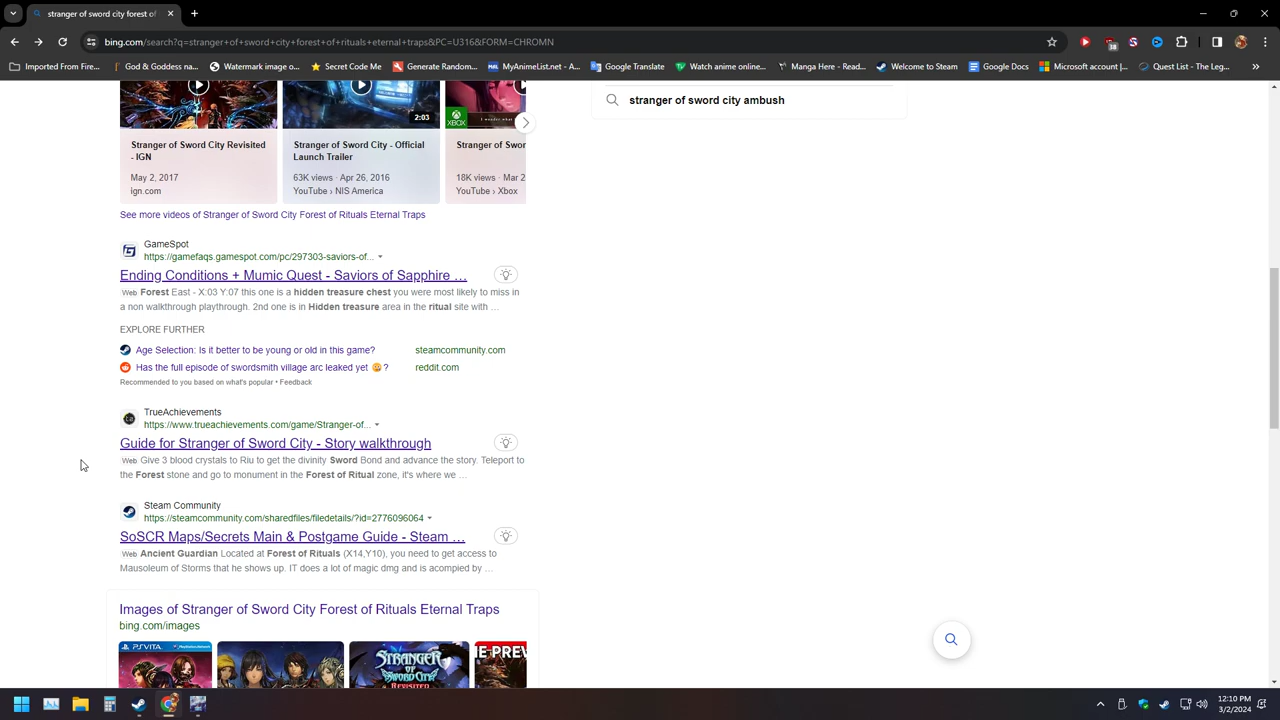 stranger of sword city forest of
bing.com/search?q=stranger+of+sword+city+forest+of+rituals+eternal+traps&PC=U316&FORM=CHROMN
38
Imported From Fire...
God & Goddess ima...
Watermark image o...
Secret Code Me
Generator. Random...
Netherlands...
Google Translate
Watch anime online...
Manga Here - Read...
Welcome to Steam
Microsoft account |...
Quest List - The Leg...
stranger of sword city ambush
2:03
XBOX
Stranger of Sword City Revisited
- IGN
May 2, 2017
ign.com
Stranger of Sword City - Official
Launch Trailer
63K views · Apr 26, 2016
YouTube › NIS America
Stranger of Swor
18K views · Mar 2
YouTube › Xbox
See more videos of Stranger of Sword City Forest of Rituals Eternal Traps
GameSpot
https://gamefaqs.gamespot.com/pc/297303-saviors-of...
Ending Conditions + Mumic Quest - Saviors of Sapphire …
Web Forest East - X:03 Y:07 this one is a hidden treasure chest you were most likely to miss in
a non walkthrough playthrough. 2nd one is in Hidden treasure area in the ritual site with …
EXPLORE FURTHER
Age Selection: Is it better to be young or old in this game? steamcommunity.com
Has the full episode of swordsmith village arc leaked yet 😳 ? reddit.com
Recommended to you based on what's popular • Feedback
TrueAchievements
https://www.trueachievements.com/game/Stranger-of...
Guide for Stranger of Sword City - Story walkthrough
Web Give 3 blood crystals to Riu to get the divinity Sword Bond and advance the story. Teleport to
the Forest stone and go to monument in the Forest of Ritual zone, it's where we …
Steam Community
https://steamcommunity.com/sharedfiles/filedetails/?id=2776096064
SoSCR Maps/Secrets Main & Postgame Guide - Steam …
Web Ancient Guardian Located at Forest of Rituals (X14,Y10), you need to get access to
Mausoleum of Storms that he shows up. IT does a lot of magic dmg and is acompied by …
Images of Stranger of Sword City Forest of Rituals Eternal Traps
bing.com/images
PSVITA
STRANGER
OF
SWORD CITY
REVISITED
E PREV
12:10 PM
3/2/2024